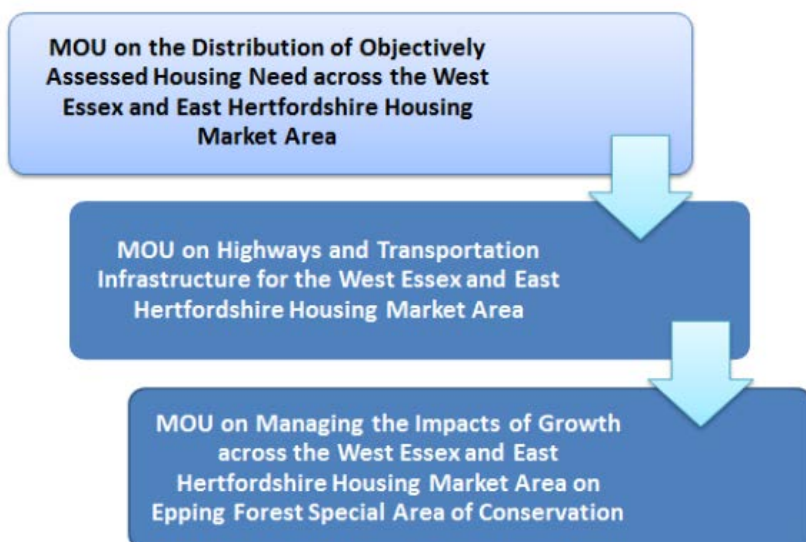 MOU on the Distribution of Objectively
Assessed Housing Need across the West
Essex and East Hertfordshire Housing
Market Area
MOU on Highways and Transportation
Infrastructure for the West Essex and East
Hertfordshire Housing Market Area
MOU on Managing the Impacts of Growth
across the West Essex and East
Hertfordshire Housing Market Area on
Epping Forest Special Area of Conservation